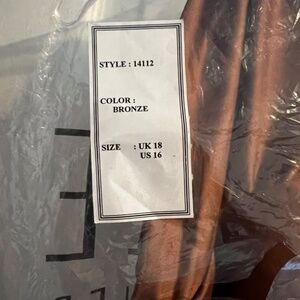 STYLE : 14112
COLOR :
BRONZE
SIZE : UK 18
US 16